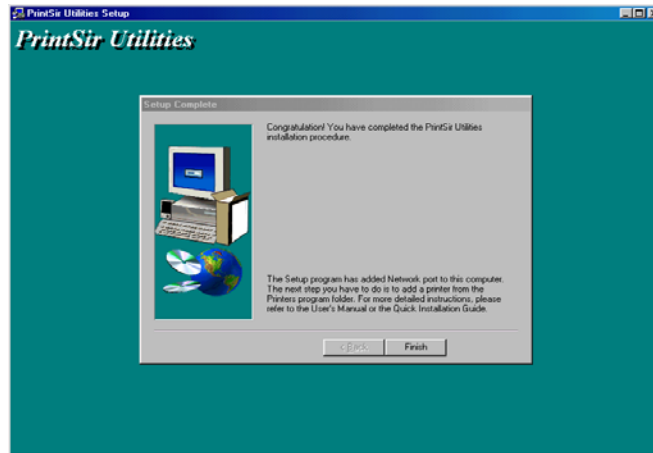 PrintSir Utilities Setup
PrintSir Utilities
Setup Complete
Congratulation! You have completed the PrintSir Utilities
installation procedure.
The Setup program has added Network port to this computer.
The next step you have to do is to add a printer from the
Printers program folder. For more detailed instructions, please
refer to the User's Manual or the Quick Installation Guide.
< Back
Finish